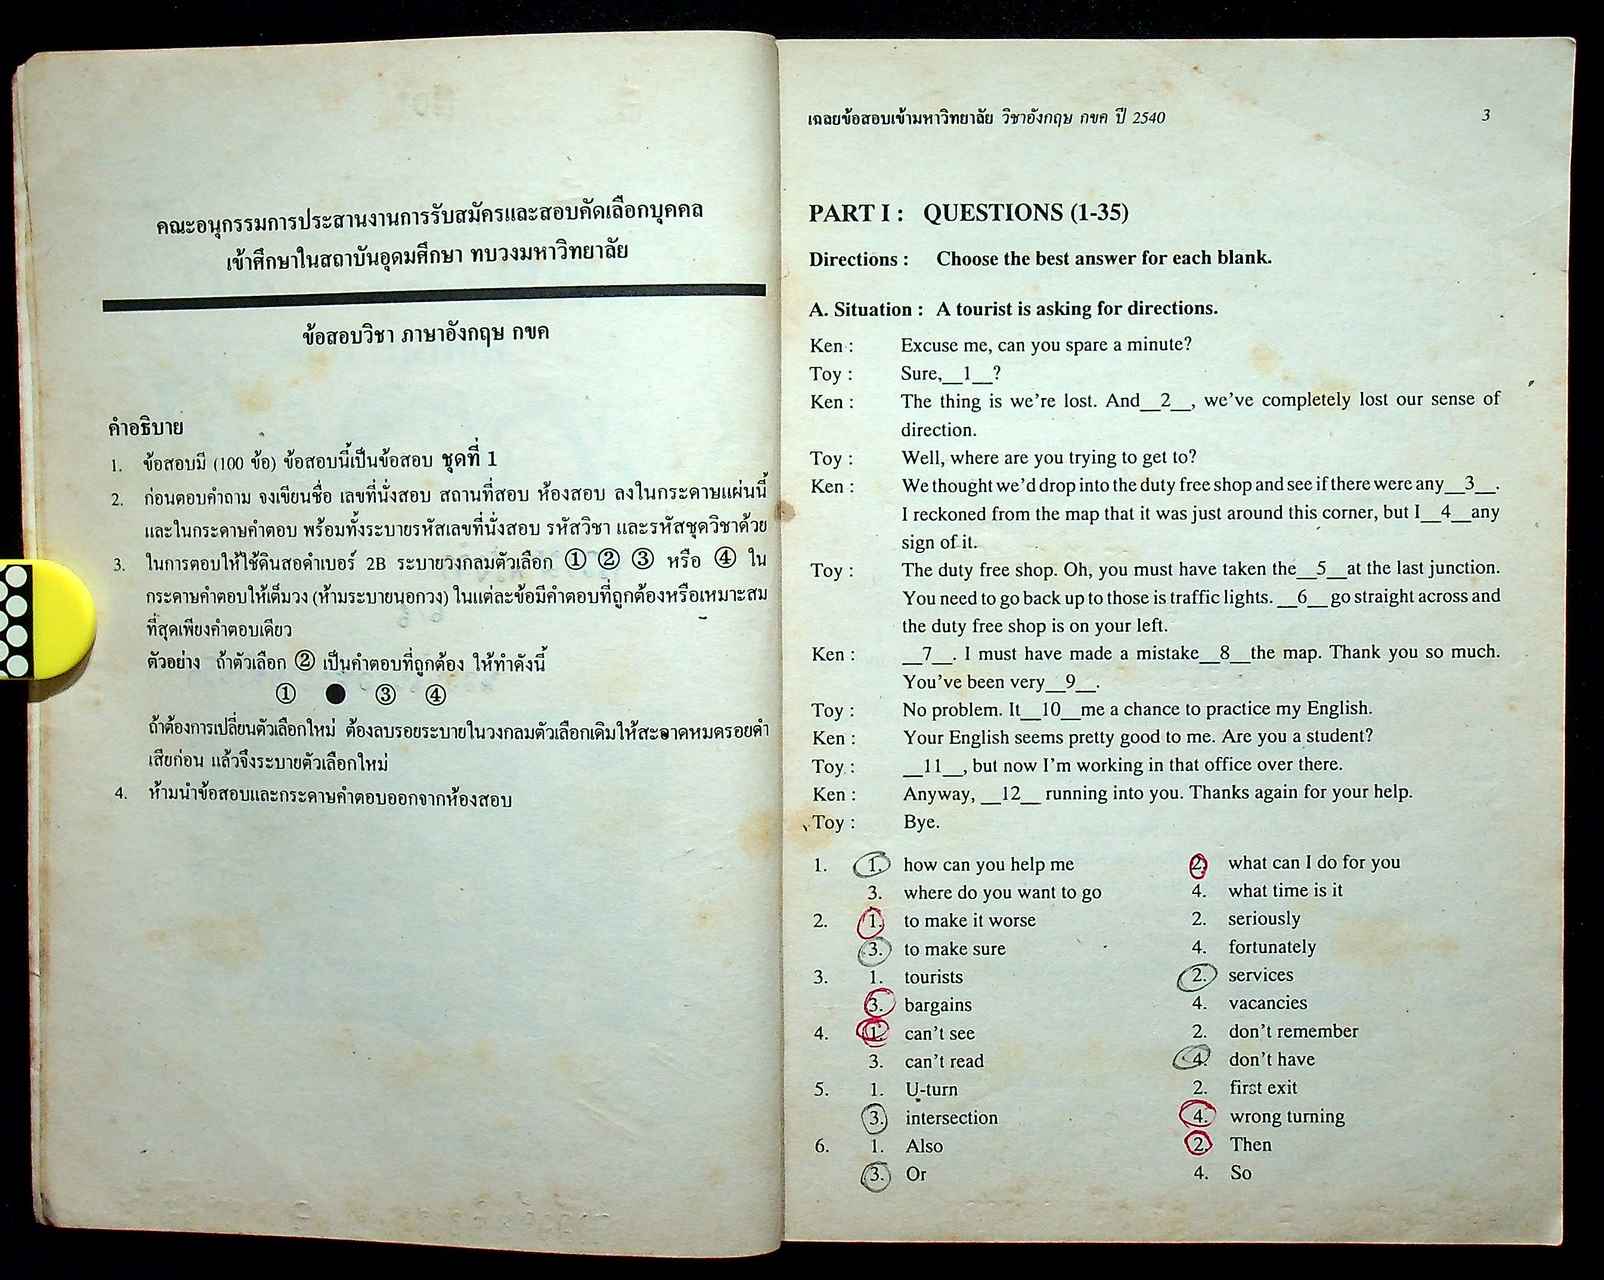 คณะอนุกรรมการประสานงานการรับสมัครและสอบคัดเลือกบุคคล
เข้าศึกษาในสถาบันอุดมศึกษา ทบวงมหาวิทยาลัย
ข้อสอบวิชา ภาษาอังกฤษ กขค
คำอธิบาย
1. ข้อสอบมี (100 ข้อ) ข้อสอบนี้เป็นข้อสอบ ชุดที่ 1
2. ก่อนตอบคำถาม จงเขียนชื่อ เลขที่นั่งสอบ สถานที่สอบ ห้องสอบ ลงในกระดาษแผ่นนี้
และในกระดาษคำตอบ พร้อมทั้งระบายรหัสเลขที่นั่งสอบ รหัสวิชา และรหัสชุดวิชาด้วย
3. ในการตอบให้ใช้ดินสอดำเบอร์ 2B ระบายวงกลมตัวเลือก ① ② ③ หรือ ④ ใน
กระดาษคำตอบให้เต็มวง (ห้ามระบายนอกวง) ในแต่ละข้อมีคำตอบที่ถูกต้องหรือเหมาะสม
ที่สุดเพียงคำตอบเดียว
ตัวอย่าง ถ้าตัวเลือก ② เป็นคำตอบที่ถูกต้อง ให้ทำดังนี้
① ● ③ ④
ถ้าต้องการเปลี่ยนตัวเลือกใหม่ ต้องลบรอยระบายในวงกลมตัวเลือกเดิมให้สะอาดหมดรอยดำ
เสียก่อน แล้วจึงระบายตัวเลือกใหม่
4. ห้ามนำข้อสอบและกระดาษคำตอบออกจากห้องสอบ
เฉลยข้อสอบเข้ามหาวิทยาลัย วิชาอังกฤษ กขค ปี 2540 3
PART I : QUESTIONS (1-35)
Directions : Choose the best answer for each blank.
A. Situation : A tourist is asking for directions.
Ken : Excuse me, can you spare a minute?
Toy : Sure,__1__?
Ken : The thing is we're lost. And__2__, we've completely lost our sense of
direction.
Toy : Well, where are you trying to get to?
Ken : We thought we'd drop into the duty free shop and see if there were any__3__.
I reckoned from the map that it was just around this corner, but I__4__any
sign of it.
Toy : The duty free shop. Oh, you must have taken the__5__at the last junction.
You need to go back up to those is traffic lights. __6__go straight across and
the duty free shop is on your left.
Ken : __7__. I must have made a mistake__8__the map. Thank you so much.
You've been very__9__.
Toy : No problem. It__10__me a chance to practice my English.
Ken : Your English seems pretty good to me. Are you a student?
Toy : __11__, but now I'm working in that office over there.
Ken : Anyway, __12__ running into you. Thanks again for your help.
Toy : Bye.
1. 1. how can you help me 2. what can I do for you
3. where do you want to go 4. what time is it
2. 1. to make it worse 2. seriously
3. to make sure 4. fortunately
3. 1. tourists 2. services
3. bargains 4. vacancies
4. 1. can't see 2. don't remember
3. can't read 4. don't have
5. 1. U-turn 2. first exit
3. intersection 4. wrong turning
6. 1. Also 2. Then
3. Or 4. So